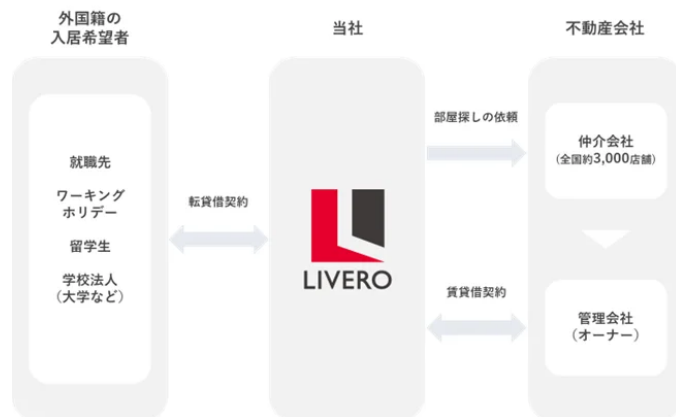 外国籍の
入居希望者
当社
不動産会社
就職先
ワーキング
ホリデー
留学生
学校法人
（大学など）
転貸借契約
LIVERO
部屋探しの依頼
賃貸借契約
仲介会社
（全国約3,000店舗）
管理会社
（オーナー）